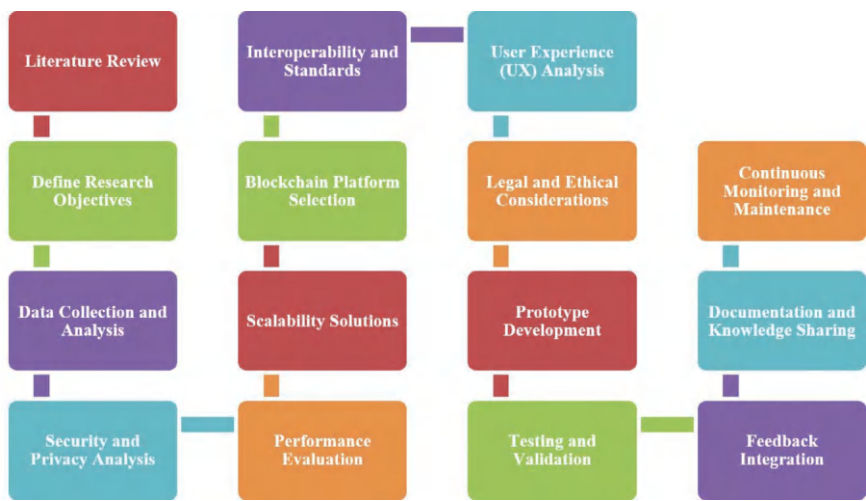 Literature Review
Define Research
Objectives
Data Collection and
Analysis
Security and
Privacy Analysis
Performance
Evaluation
Scalability Solutions
Blockchain Platform
Selection
Interoperability and
Standards
User Experience
(UX) Analysis
Legal and Ethical
Considerations
Prototype
Development
Testing and
Validation
Feedback
Integration
Documentation and
Knowledge Sharing
Continuous
Monitoring and
Maintenance